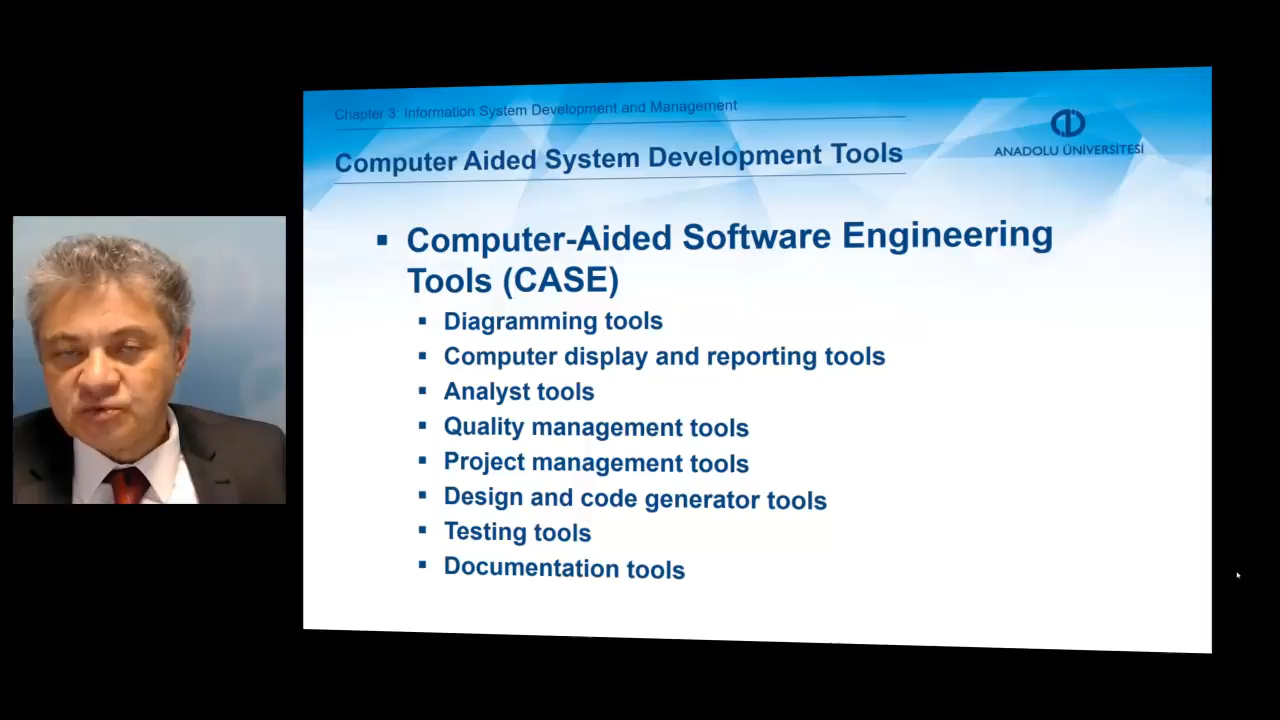 Chapter 3: Information System Development and Management
Computer Aided System Development Tools
ANADOLU ÜNİVERSİTESİ
▪ Computer-Aided Software Engineering
Tools (CASE)
▪ Diagramming tools
▪ Computer display and reporting tools
▪ Analyst tools
▪ Quality management tools
▪ Project management tools
▪ Design and code generator tools
▪ Testing tools
▪ Documentation tools